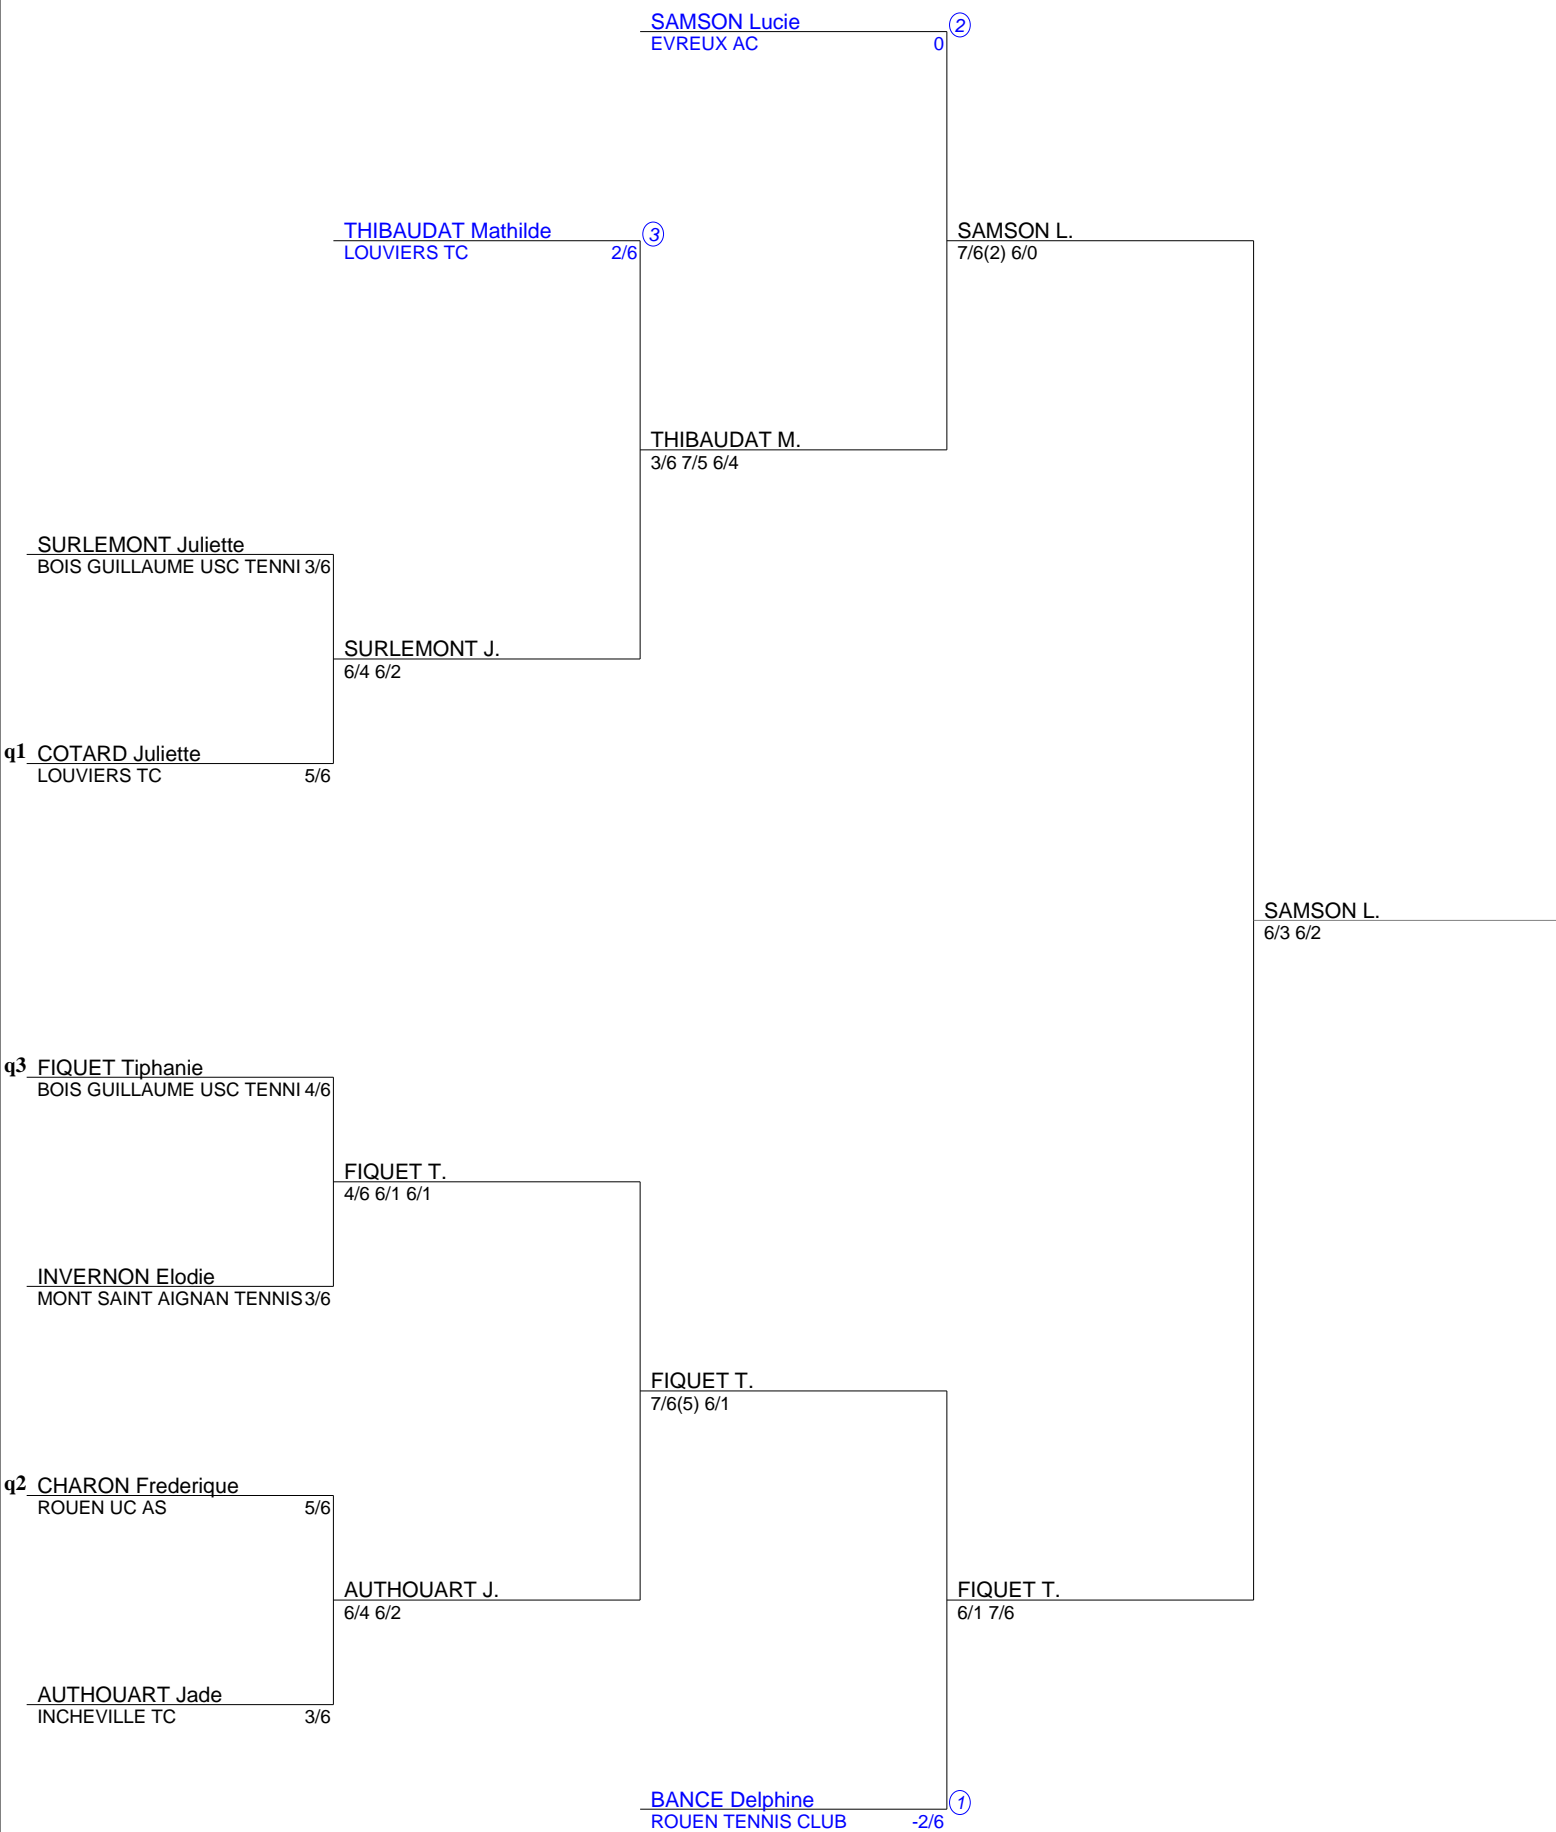 SAMSON Lucie 2
EVREUX AC 0
THIBAUDAT Mathilde 3
LOUVIERS TC 2/6
SAMSON L.
7/6(2) 6/0
THIBAUDAT M.
3/6 7/5 6/4
SURLEMONT Juliette
BOIS GUILLAUME USC TENNI 3/6
SURLEMONT J.
6/4 6/2
q1 COTARD Juliette
LOUVIERS TC 5/6
SAMSON L.
6/3 6/2
q3 FIQUET Tiphanie
BOIS GUILLAUME USC TENNI 4/6
FIQUET T.
4/6 6/1 6/1
INVERNON Elodie
MONT SAINT AIGNAN TENNIS 3/6
FIQUET T.
7/6(5) 6/1
q2 CHARON Frederique
ROUEN UC AS 5/6
AUTHOUART J.
6/4 6/2
FIQUET T.
6/1 7/6
AUTHOUART Jade
INCHEVILLE TC 3/6
BANCE Delphine 1
ROUEN TENNIS CLUB -2/6